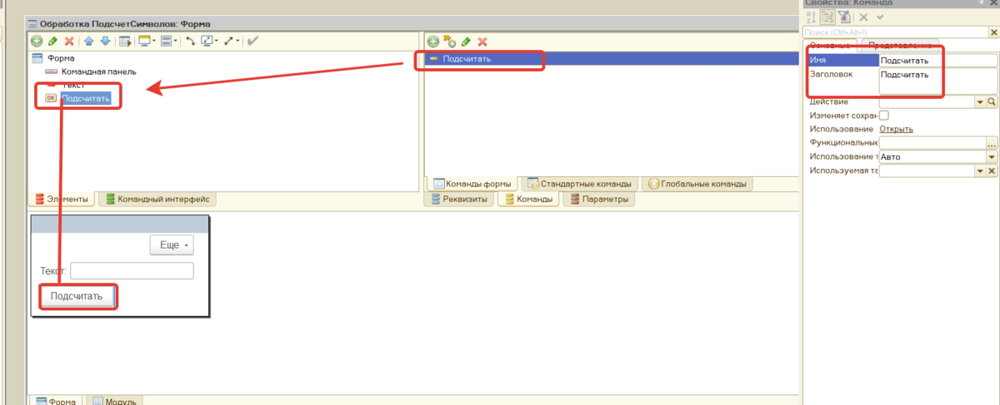 Свойства: Команда
Обработка ПодсчетСимволов: Форма
Поиск (Ctrl+Alt+I)
Форма
Командная панель
Текст
OK Подсчитать
Подсчитать
Основные Представление
Имя Подсчитать
Заголовок Подсчитать
Действие
Изменяет сохран
Использование Открыть
Функциональные
Использование т Авто
Используемая та
Команды формы Стандартные команды Глобальные команды
Элементы Командный интерфейс Реквизиты Команды Параметры
Еще
Текст:
Подсчитать
Форма Модуль